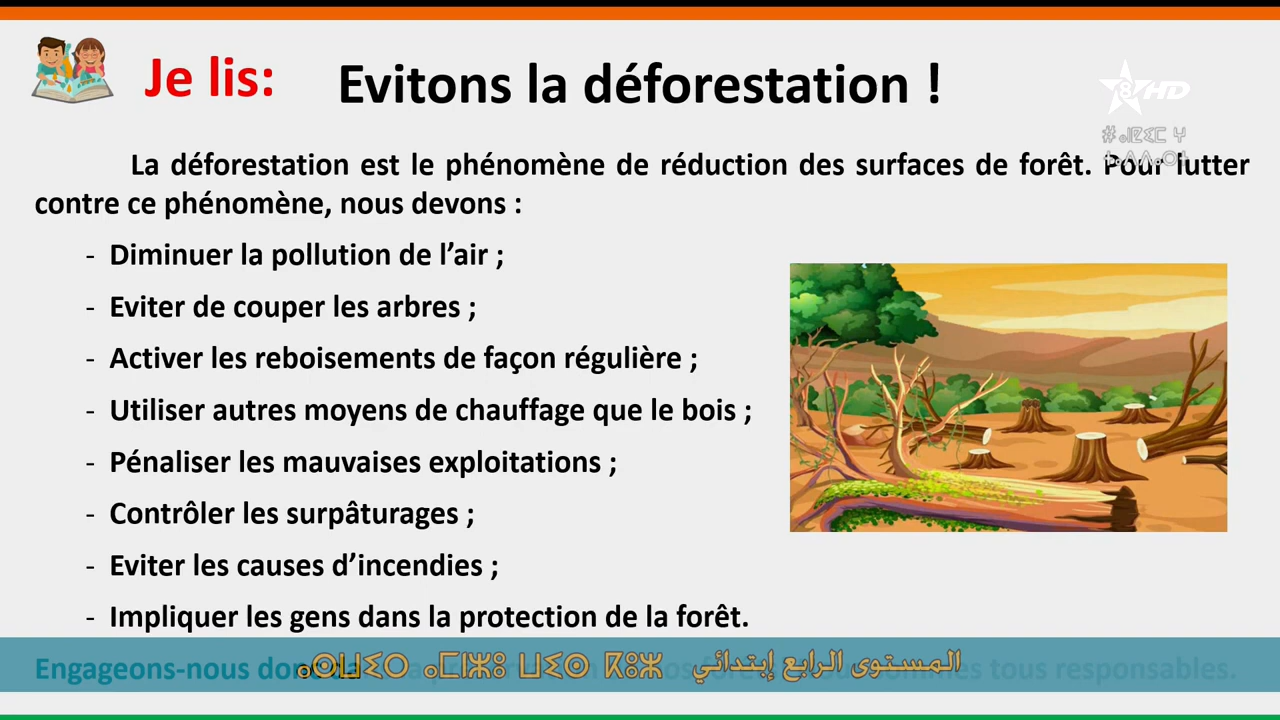 Je lis: Evitons la déforestation !
8 HD
La déforestation est le phénomène de réduction des surfaces de forêt. Pour lutter
contre ce phénomène, nous devons :
- Diminuer la pollution de l’air ;
- Eviter de couper les arbres ;
- Activer les reboisements de façon régulière ;
- Utiliser autres moyens de chauffage que le bois ;
- Pénaliser les mauvaises exploitations ;
- Contrôler les surpâturages ;
- Eviter les causes d’incendies ;
- Impliquer les gens dans la protection de la forêt.
Engageons-nous donc tous responsables.
المستوى الرابع إبتدائي